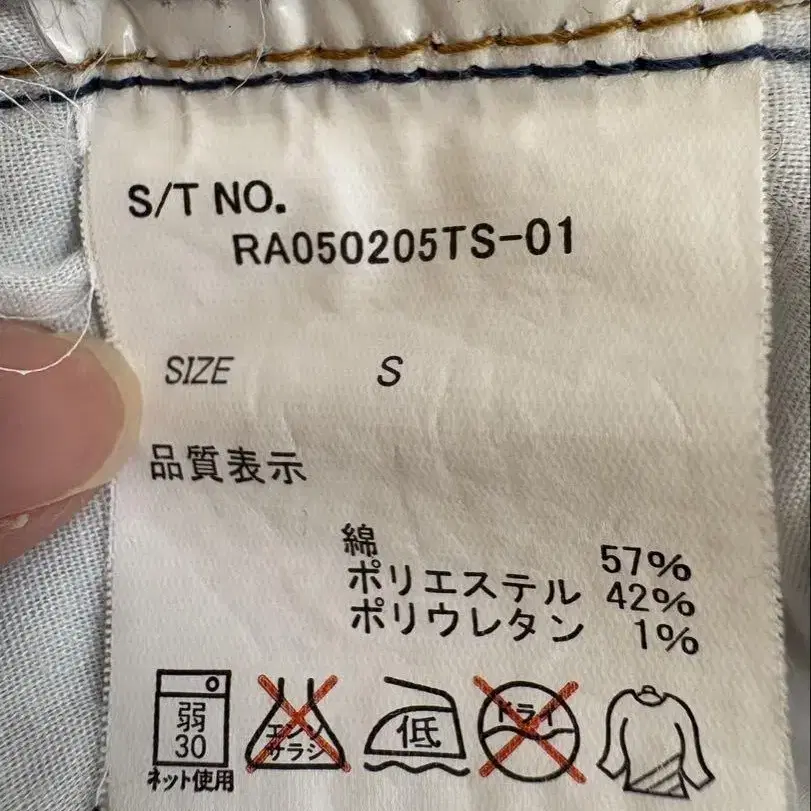 S/T NO.
RA050205TS-01
SIZE S
品質表示
綿 57%
ポリエステル 42%
ポリウレタン 1%
弱
30
ネット使用
エンソ
サラシ
低
ドライ